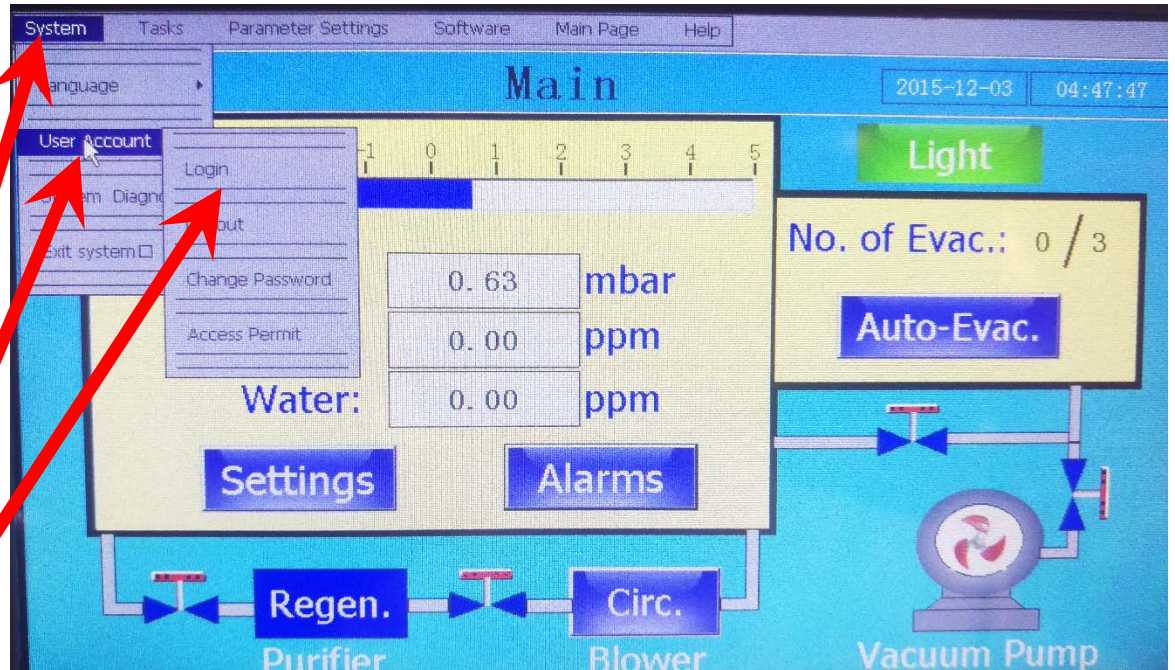 System Tasks Parameter Settings Software Main Page Help
Main
2015-12-03 04:47:47
User Account
Login
Exit system
Change Password
Access Permit
-1 0 1 2 3 4 5
Light
No. of Evac.: 0 / 3
Auto-Evac.
0.63 mbar
0.00 ppm
Water: 0.00 ppm
Settings Alarms
Regen. Circ.
Purifier Blower Vacuum Pump